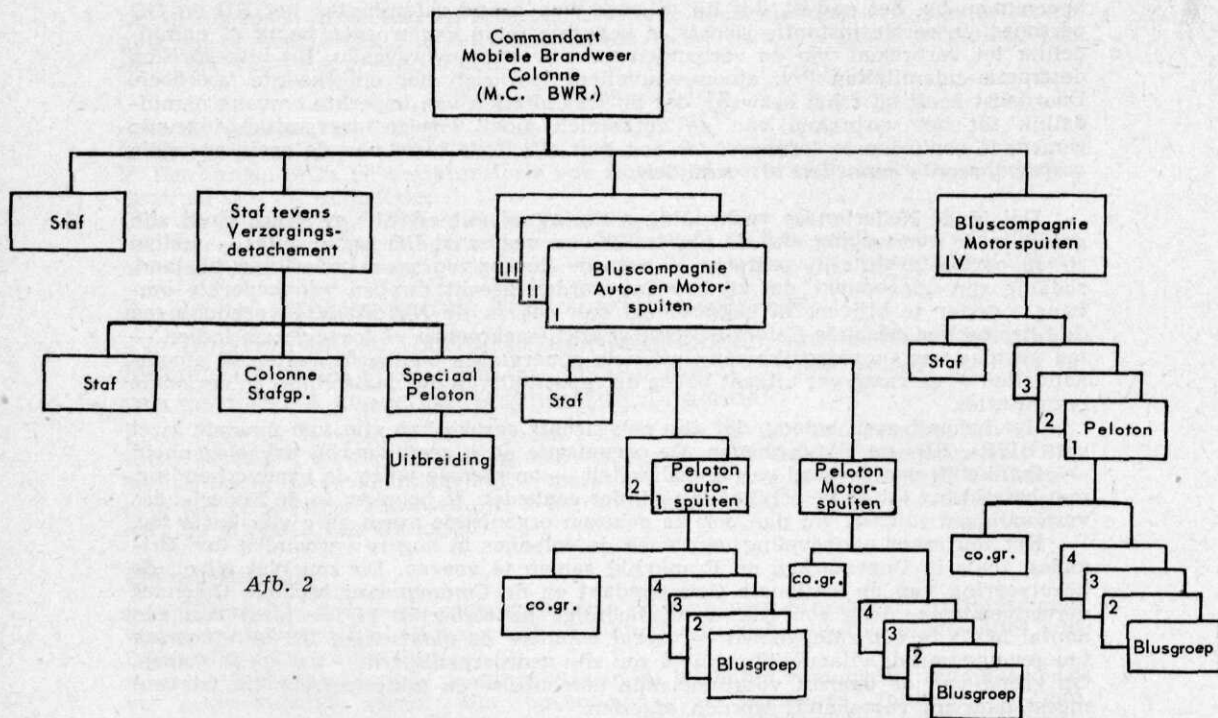 Commandant
Mobiele Brandweer
Colonne
(M.C. BWR.)
Staf
Staf tevens
Verzorgings-
detachement
III
II
I
Bluscompagnie
Auto- en Motor-
spuiten
Bluscompagnie
Motorspuiten
IV
Staf
Colonne
Stafgp.
Speciaal
Peloton
Uitbreiding
Staf
2
1
Peloton
auto-
spuiten
Peloton
Motor-
spuiten
Staf
3
2
1
Peloton
co.gr.
4
3
2
Blusgroep
co.gr.
4
3
2
Blusgroep
co.gr.
4
3
2
Blusgroep
Afb. 2